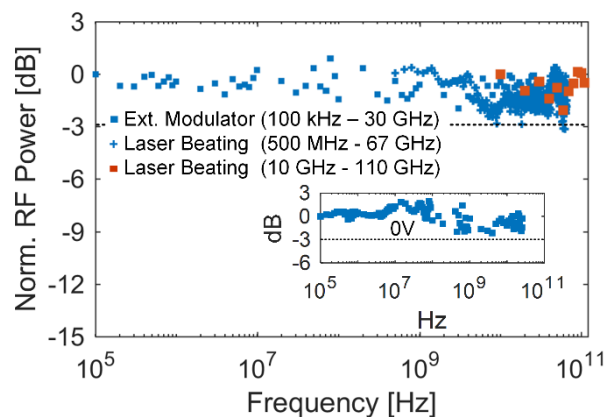 3
0
-3
-6
-9
-12
-15
Norm. RF Power [dB]
Ext. Modulator (100 kHz – 30 GHz)
Laser Beating (500 MHz - 67 GHz)
Laser Beating (10 GHz - 110 GHz)
3
0
-3
-6
dB
0V
10^5 10^7 10^9 10^11
Hz
10^5 10^7 10^9 10^11
Frequency [Hz]